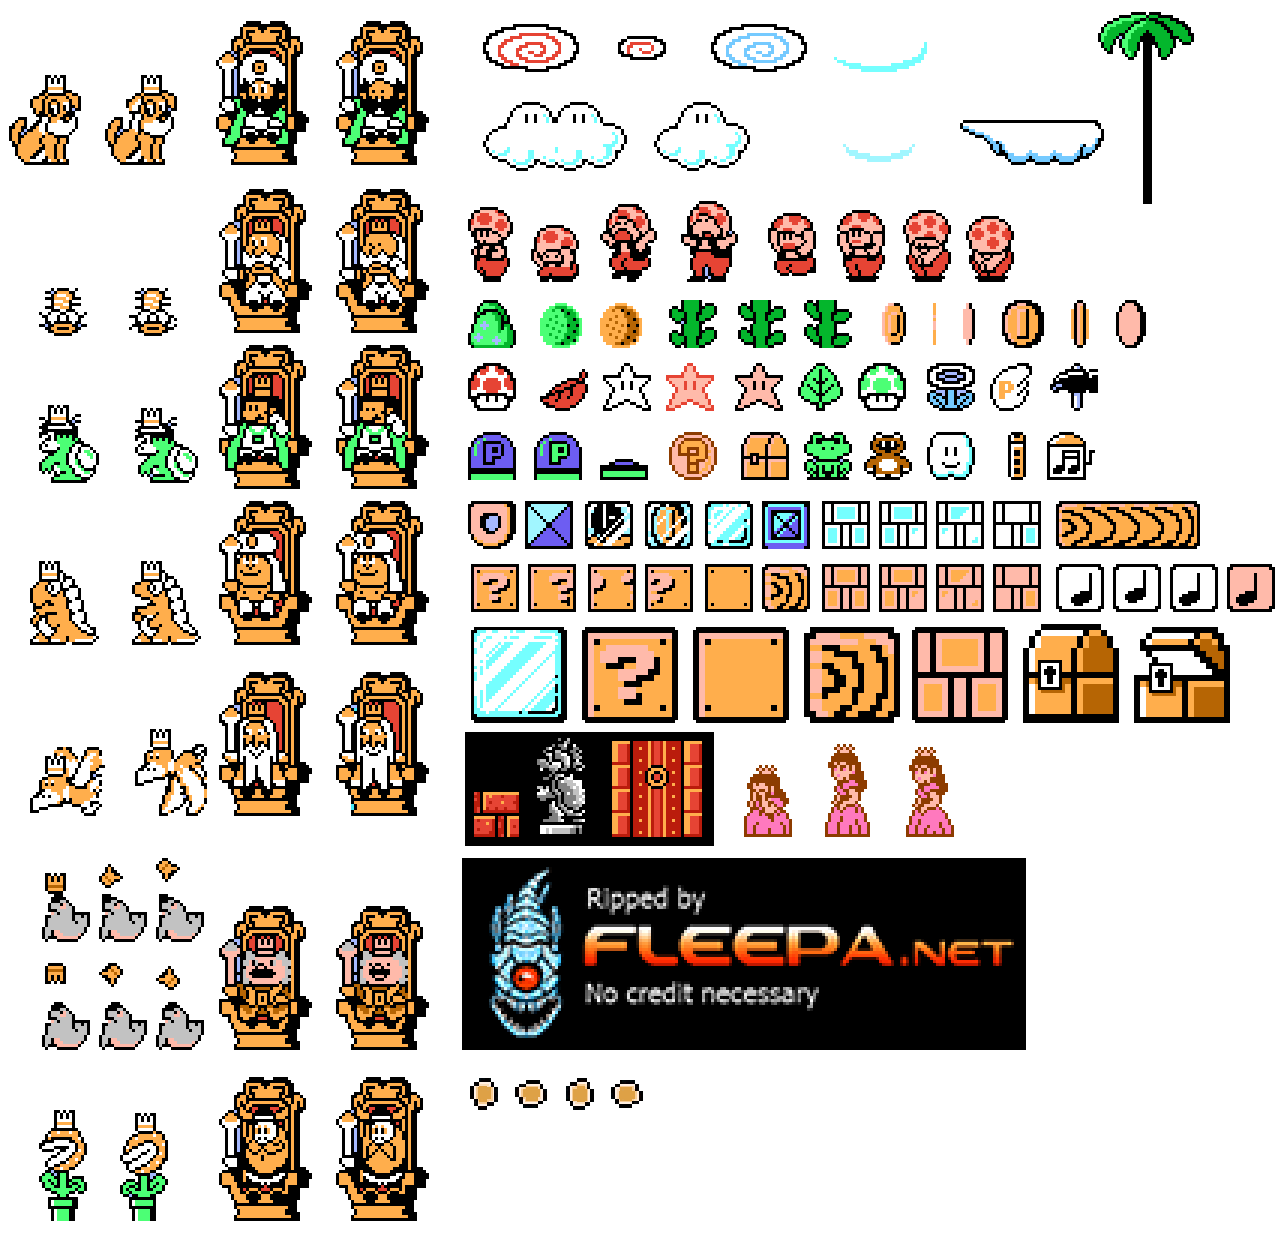 P
P P
?
? ? ? ?
?
Ripped by
FLEEPA.NET
No credit necessary